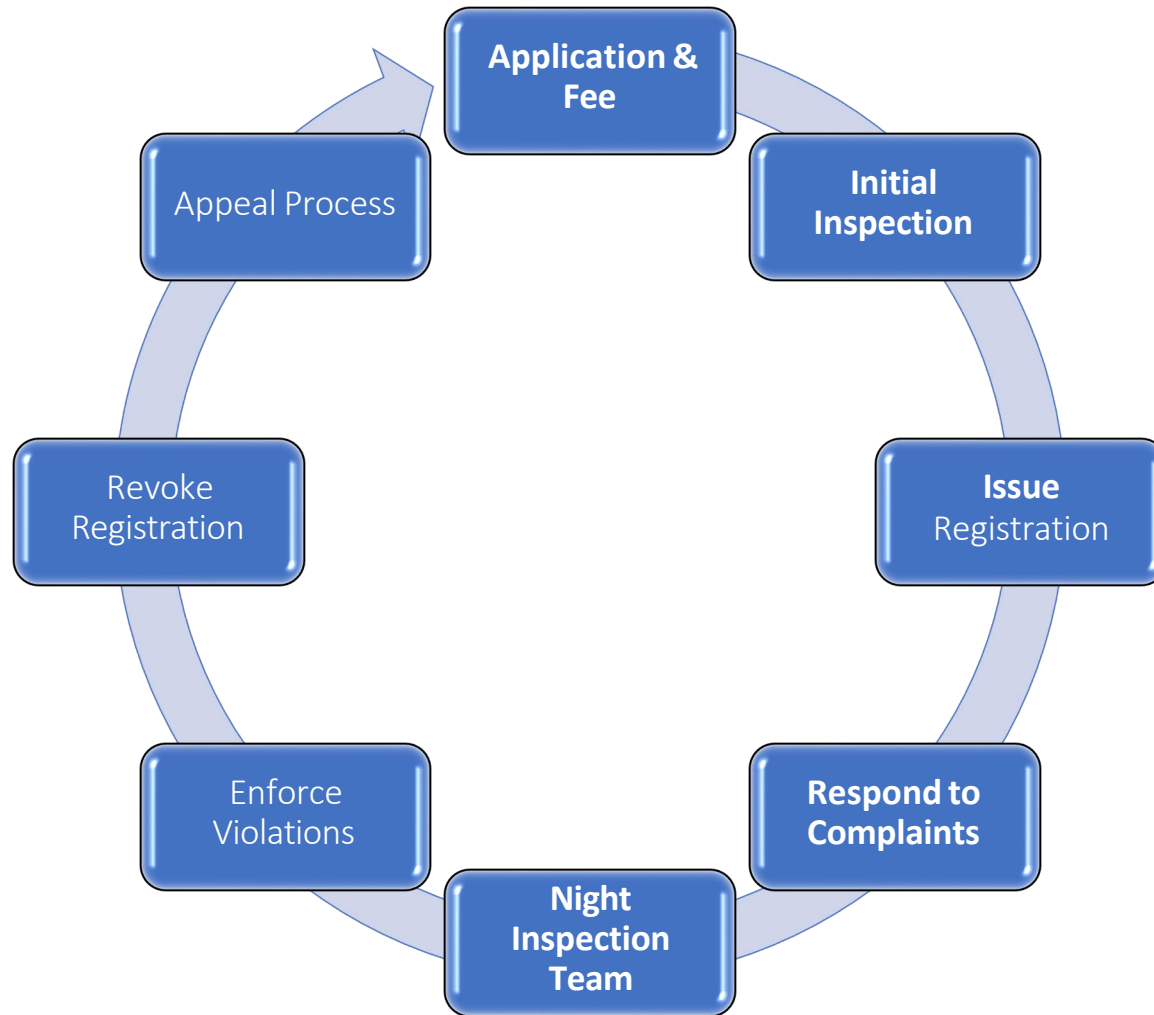 Application &
Fee
Initial
Inspection
Issue
Registration
Respond to
Complaints
Night
Inspection
Team
Enforce
Violations
Revoke
Registration
Appeal Process